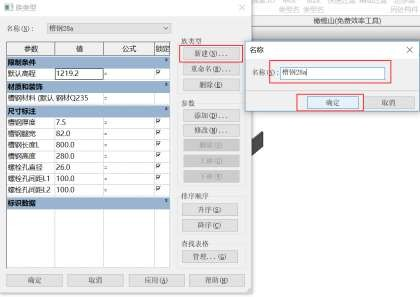 族类型
名称(N): 槽钢28a
参数 值 公式 锁定
限制条件
默认高程 1219.2 =
材质和装饰
槽钢材料 (默认 钢材Q235
尺寸标注
槽钢厚度 7.5 =
槽钢腿宽 82.0 =
槽钢长度L 800.0 =
槽钢高度 280.0 =
螺栓孔直径 26.0 =
螺栓孔间距L1 100.0 =
螺栓孔间距L2 100.0 =
标识数据
族类型
新建(N)...
重命名(R)...
删除(E)
参数
添加(D)...
修改(M)...
删除(V)
上移(U)
下移(W)
排序顺序
升序(S)
降序(C)
查找表格
管理...(G)
确定 取消 应用(A) 帮助(H)
橄榄山(免费效率工具)
名称
名称(N): 槽钢28a
确定 取消